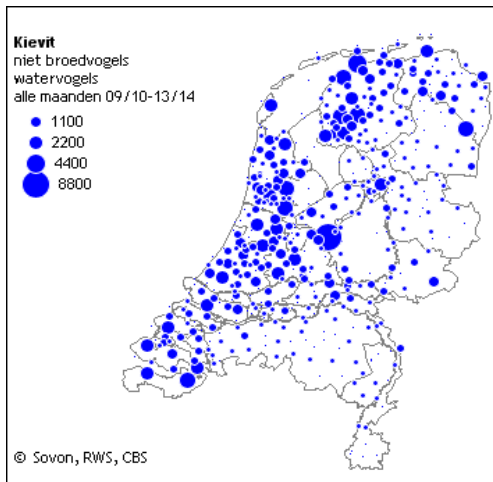 Kievit
niet broedvogels
watervogels
alle maanden 09/10-13/14
1100
2200
4400
8800
© Sovon, RWS, CBS